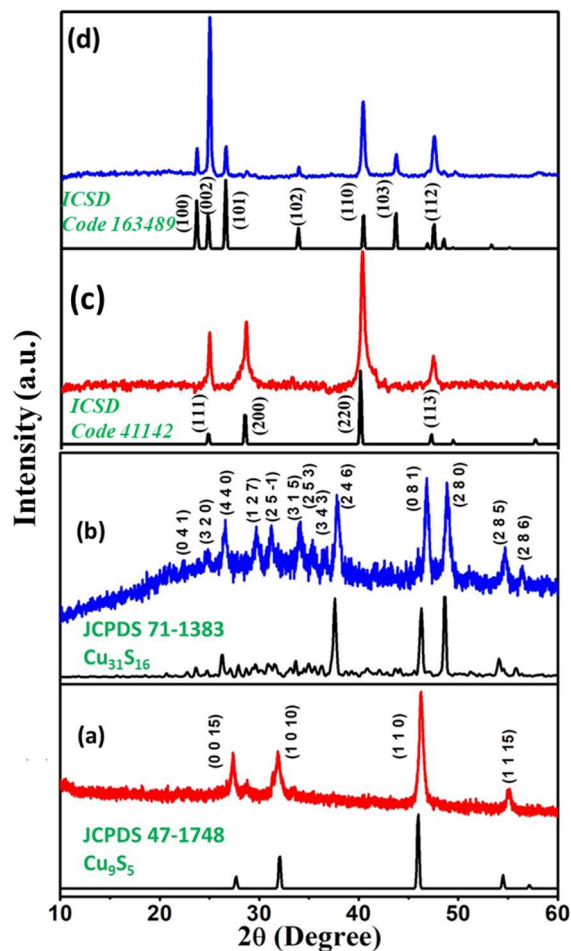 (d)
ICSD
Code 163489
(100)
(002)
(101)
(102)
(110)
(103)
(112)
(c)
ICSD
Code 41142
(111)
(200)
(220)
(113)
(b)
JCPDS 71-1383
Cu31S16
(0 4 1)
(3 2 0)
(4 4 0)
(1 2 7)
(2 5 -1)
(3 1 5)
(2 5 3)
(3 4 3)
(2 4 6)
(0 8 1)
(2 8 0)
(2 8 5)
(2 8 6)
(a)
JCPDS 47-1748
Cu9S5
(0 0 15)
(1 0 10)
(1 1 0)
(1 1 15)
Intensity (a.u.)
10 20 30 40 50 60
2θ (Degree)